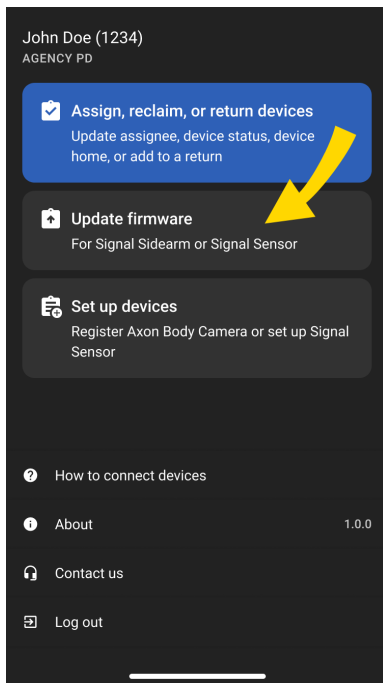 John Doe (1234)
AGENCY PD
Assign, reclaim, or return devices
Update assignee, device status, device
home, or add to a return
Update firmware
For Signal Sidearm or Signal Sensor
Set up devices
Register Axon Body Camera or set up Signal
Sensor
How to connect devices
About 1.0.0
Contact us
Log out